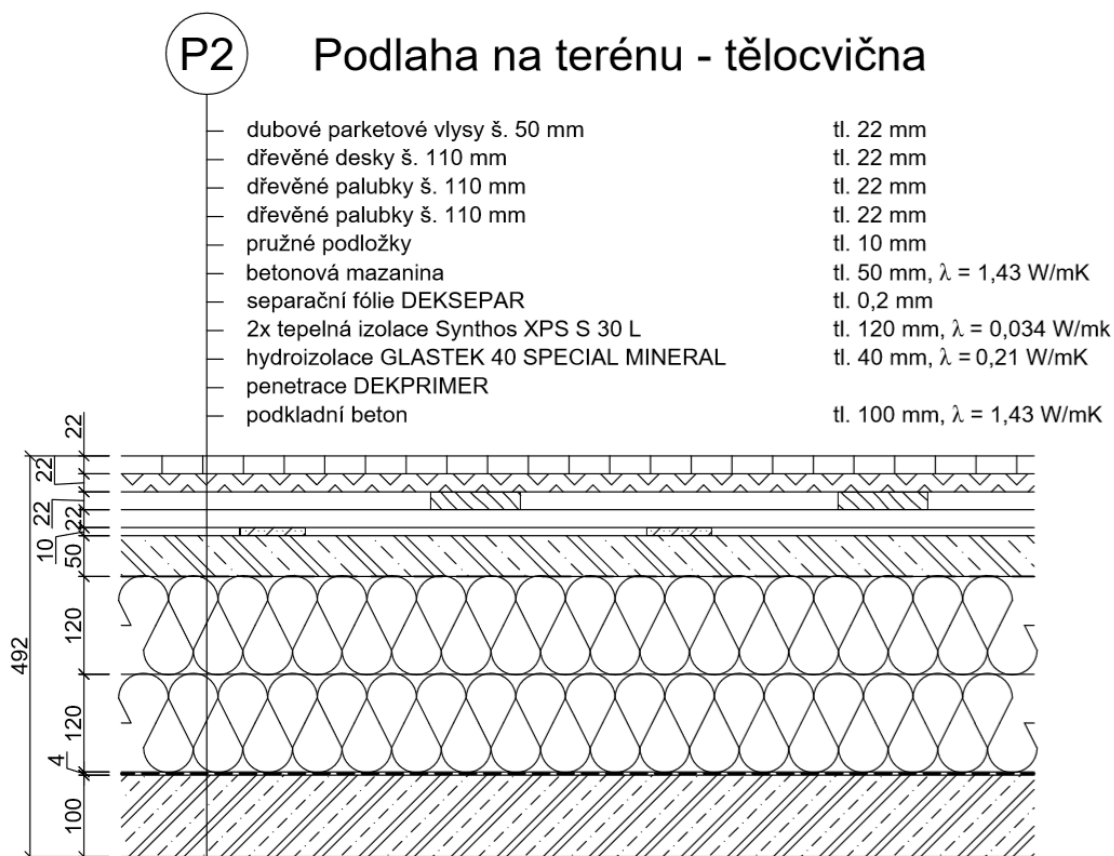 P2 Podlaha na terénu - tělocvična
dubové parketové vlysy š. 50 mm tl. 22 mm
dřevěné desky š. 110 mm tl. 22 mm
dřevěné palubky š. 110 mm tl. 22 mm
dřevěné palubky š. 110 mm tl. 22 mm
pružné podložky tl. 10 mm
betonová mazanina tl. 50 mm, λ = 1,43 W/mK
separační fólie DEKSEPAR tl. 0,2 mm
2x tepelná izolace Synthos XPS S 30 L tl. 120 mm, λ = 0,034 W/mk
hydroizolace GLASTEK 40 SPECIAL MINERAL tl. 40 mm, λ = 0,21 W/mK
penetrace DEKPRIMER
podkladní beton tl. 100 mm, λ = 1,43 W/mK
22
22
22
22
10
50
120
492
120
4
100